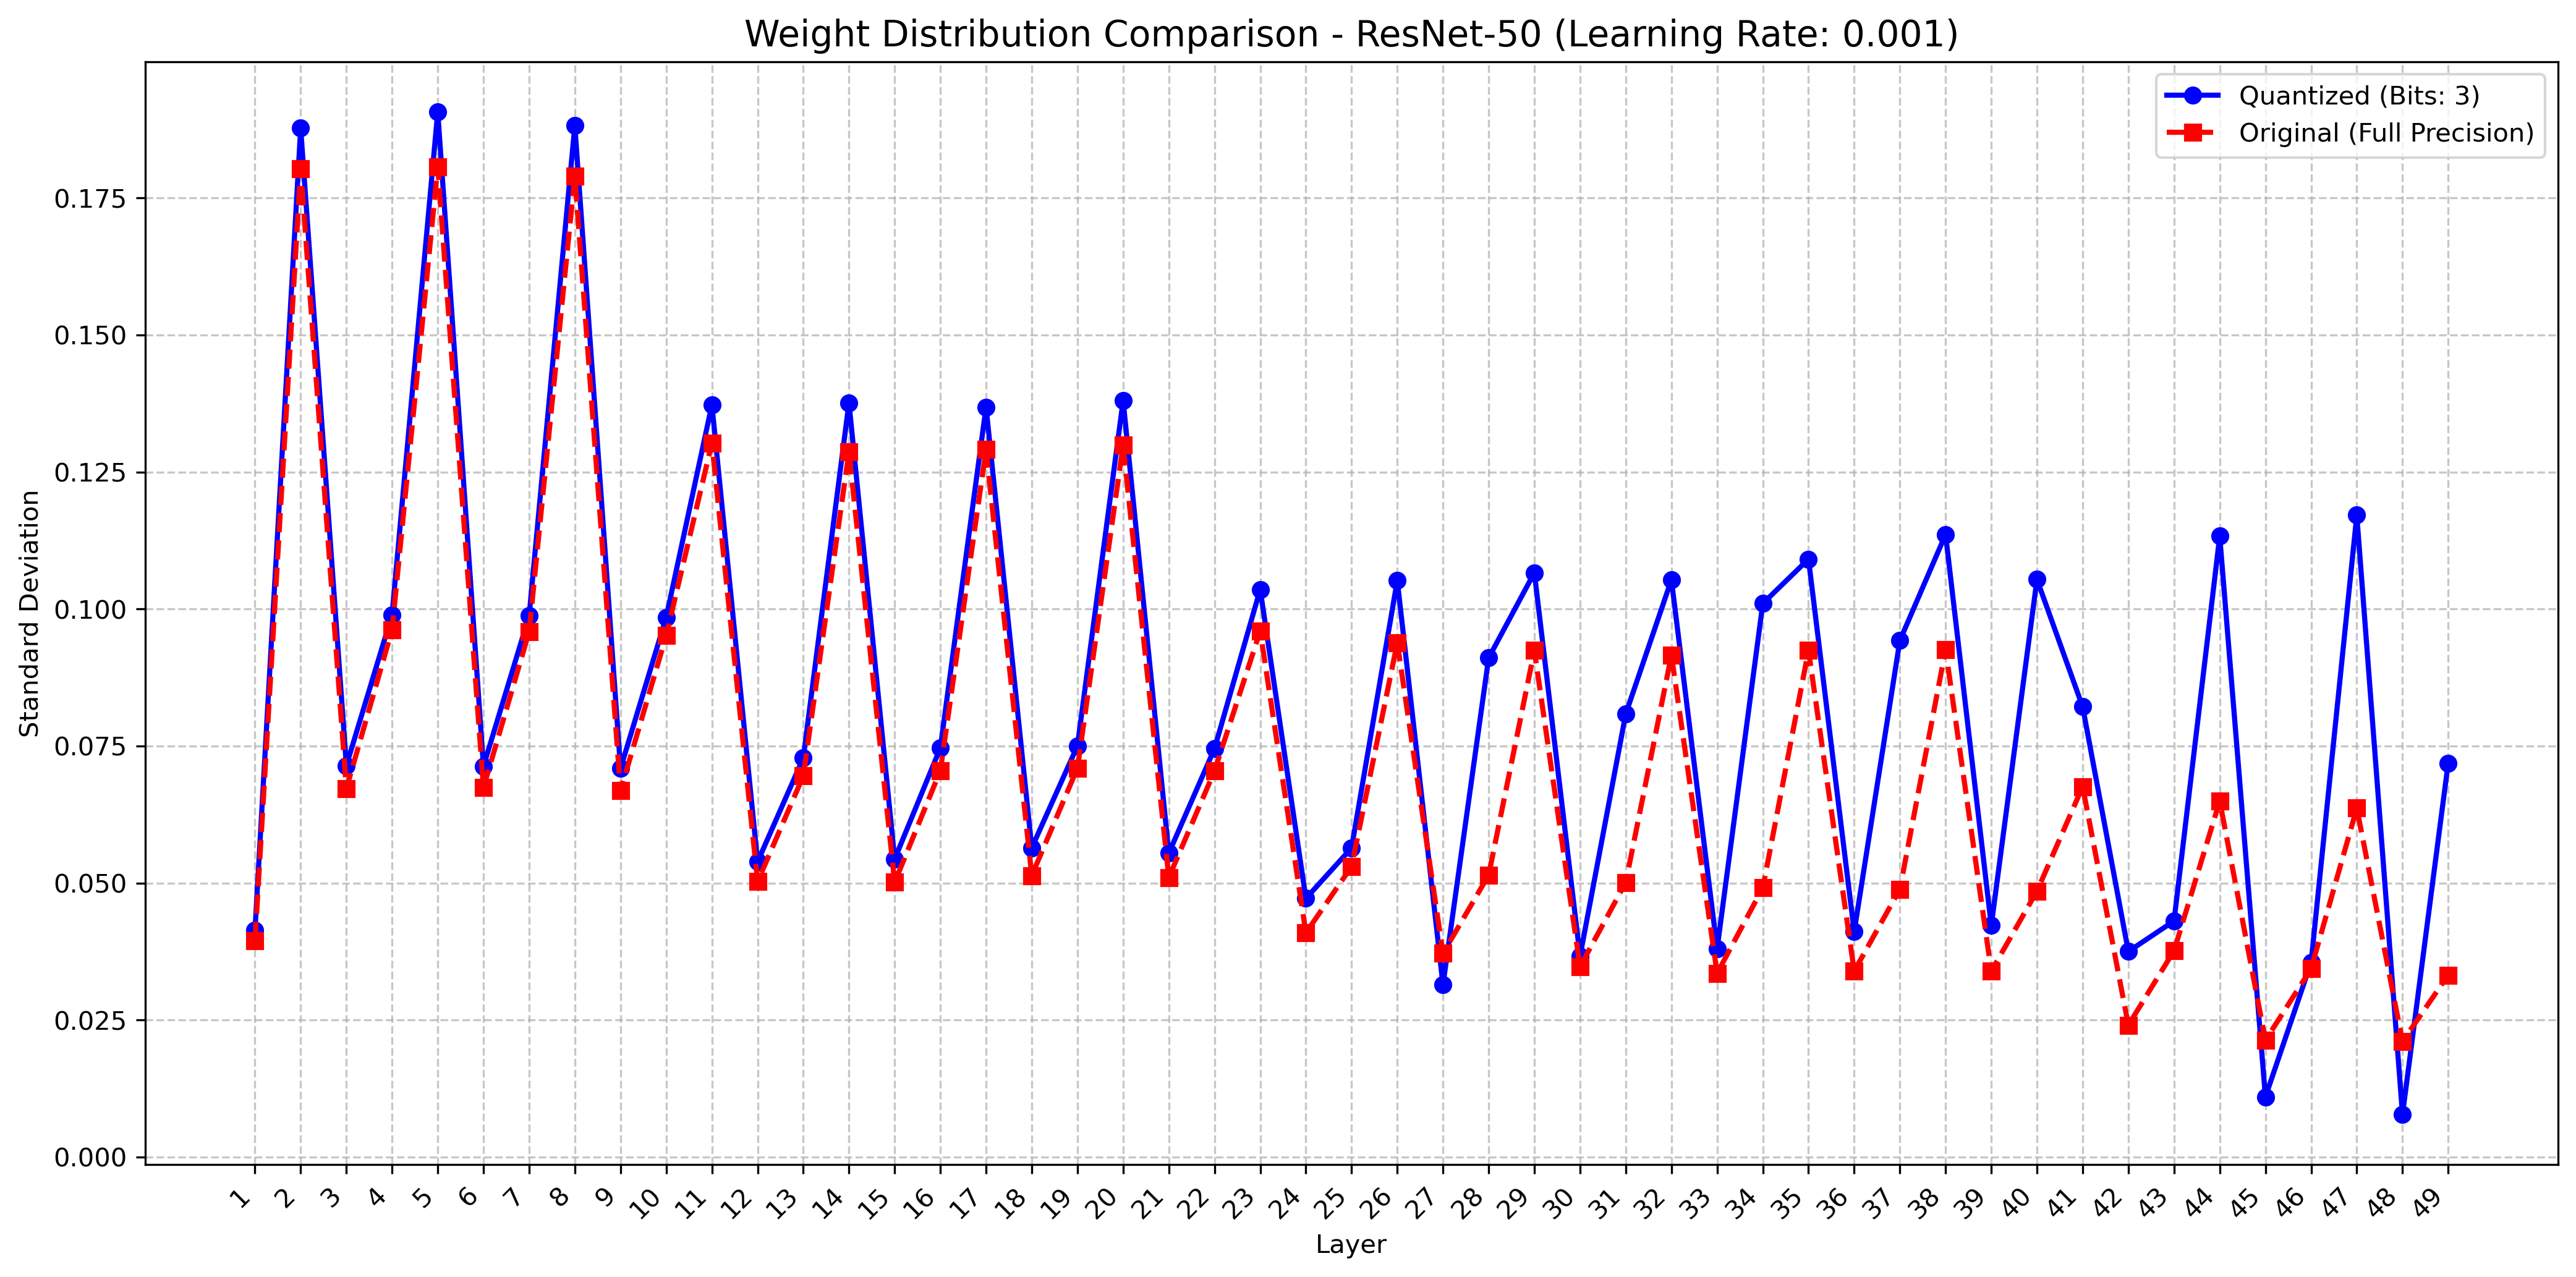 Weight Distribution Comparison - ResNet-50 (Learning Rate: 0.001)
Quantized (Bits: 3)
Original (Full Precision)
Standard Deviation
0.175
0.150
0.125
0.100
0.075
0.050
0.025
0.000
1 2 3 4 5 6 7 8 9 10 11 12 13 14 15 16 17 18 19 20 21 22 23 24 25 26 27 28 29 30 31 32 33 34 35 36 37 38 39 40 41 42 43 44 45 46 47 48 49
Layer